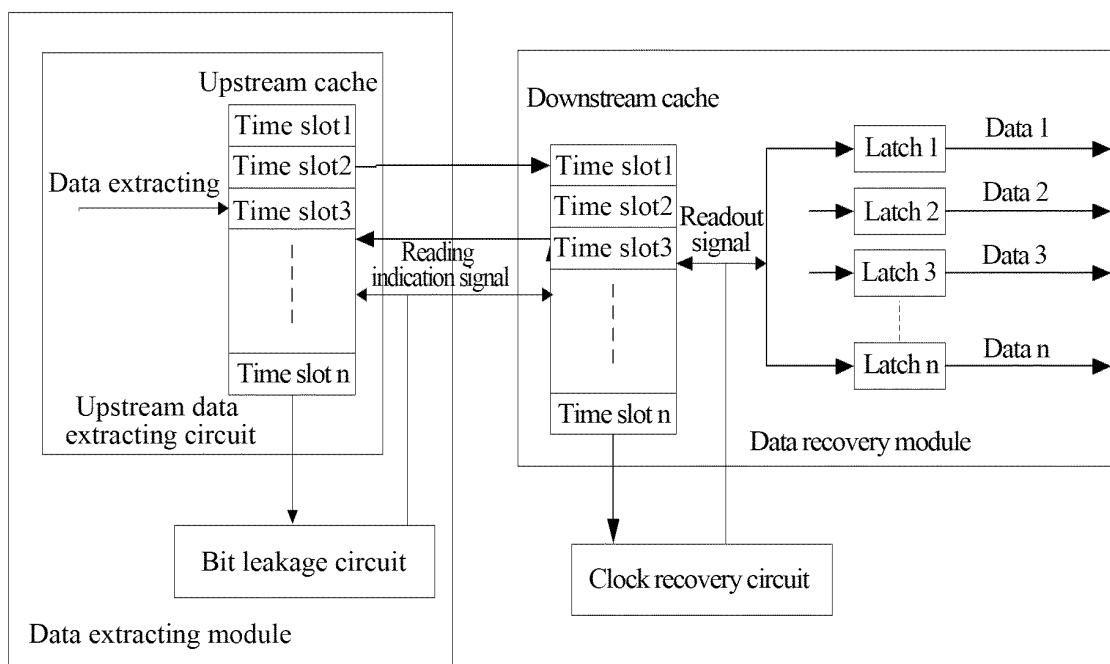 Upstream cache
Time slot1
Time slot2
Data extracting
Time slot3
Time slot n
Upstream data
extracting circuit
Bit leakage circuit
Data extracting module
Reading
indication signal
Downstream cache
Time slot1
Time slot2
Time slot3
Time slot n
Readout
signal
Latch 1
Data 1
Latch 2
Data 2
Latch 3
Data 3
Latch n
Data n
Data recovery module
Clock recovery circuit